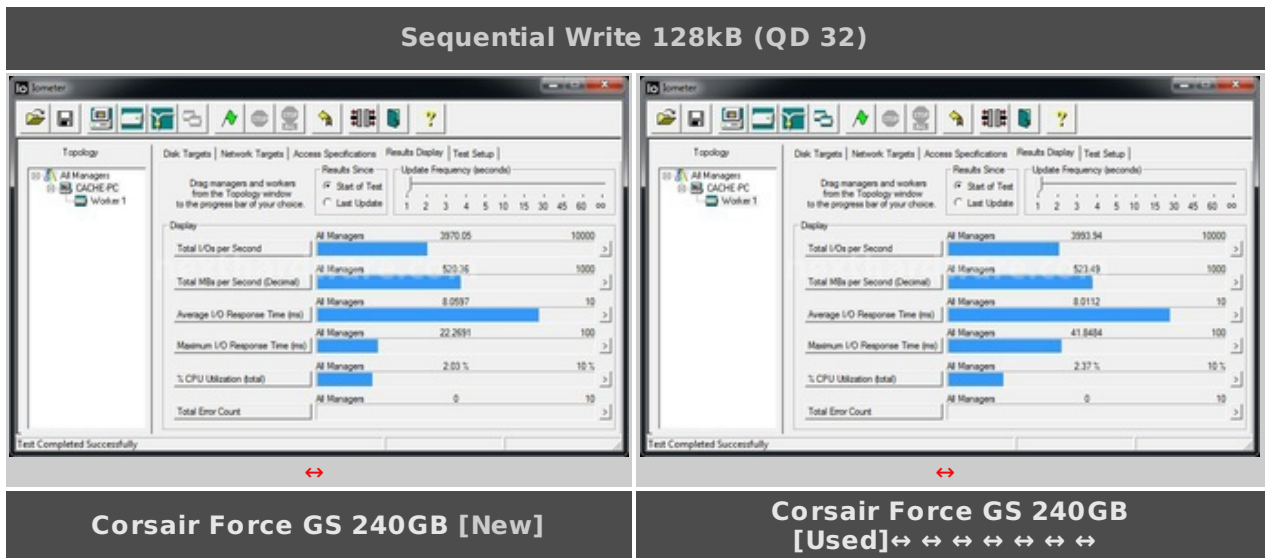 Sequential Write 128kB (QD 32)
Iometer
Topology
All Managers
CACHE-PC
Worker 1
Disk Targets | Network Targets | Access Specifications Results Display | Test Setup |
Drag managers and workers
from the Topology window
to the progress bar of your choice.
Results Since
Start of Test
Last Update
Update Frequency (seconds)
1 2 3 4 5 10 15 30 45 60 ∞
Display
All Managers 3970.05 10000
Total I/Os per Second
All Managers 520.36 1000
Total MBs per Second (Decimal)
All Managers 8.0597 10
Average I/O Response Time (ms)
All Managers 22.2691 100
Maximum I/O Response Time (ms)
All Managers 2.03 % 10 %
% CPU Utilization (total)
All Managers 0 10
Total Error Count
Test Completed Successfully
↔
Corsair Force GS 240GB [New]
Iometer
Topology
All Managers
CACHE-PC
Worker 1
Disk Targets | Network Targets | Access Specifications Results Display | Test Setup |
Drag managers and workers
from the Topology window
to the progress bar of your choice.
Results Since
Start of Test
Last Update
Update Frequency (seconds)
1 2 3 4 5 10 15 30 45 60 ∞
Display
All Managers 3993.94 10000
Total I/Os per Second
All Managers 523.49 1000
Total MBs per Second (Decimal)
All Managers 8.0112 10
Average I/O Response Time (ms)
All Managers 41.8484 100
Maximum I/O Response Time (ms)
All Managers 2.37 % 10 %
% CPU Utilization (total)
All Managers 0 10
Total Error Count
Test Completed Successfully
↔
Corsair Force GS 240GB
[Used]↔ ↔ ↔ ↔ ↔ ↔ ↔